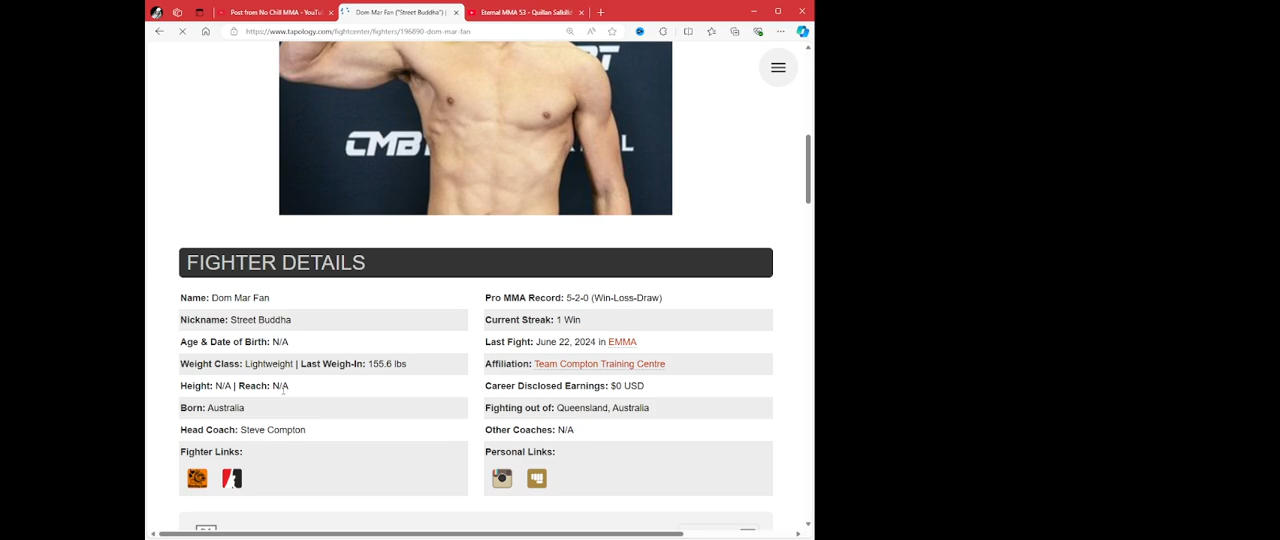 Post from No Chill MMA - YouTu
Dom Mar Fan ("Street Buddha") |
Eternal MMA 53 - Quillan Salkilld
https://www.tapology.com/fightcenter/fighters/196890-dom-mar-fan
CMBT
FIGHTER DETAILS
Name: Dom Mar Fan
Pro MMA Record: 5-2-0 (Win-Loss-Draw)
Nickname: Street Buddha
Current Streak: 1 Win
Age & Date of Birth: N/A
Last Fight: June 22, 2024 in EMMA
Weight Class: Lightweight | Last Weigh-In: 155.6 lbs
Affiliation: Team Compton Training Centre
Height: N/A | Reach: N/A
Career Disclosed Earnings: $0 USD
Born: Australia
Fighting out of: Queensland, Australia
Head Coach: Steve Compton
Other Coaches: N/A
Fighter Links:
Personal Links: